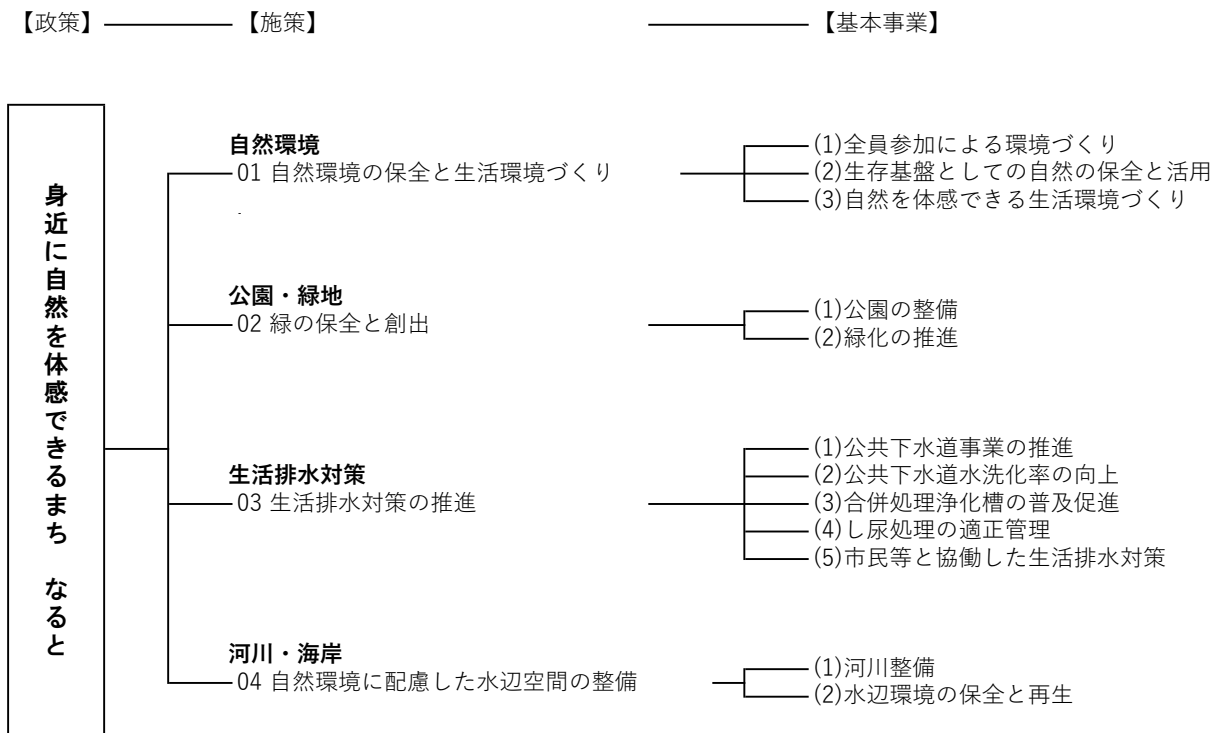 【政策】 【施策】 【基本事業】
身近に自然を体感できるまち　なると
自然環境
01 自然環境の保全と生活環境づくり
(1)全員参加による環境づくり
(2)生存基盤としての自然の保全と活用
(3)自然を体感できる生活環境づくり
公園・緑地
02 緑の保全と創出
(1)公園の整備
(2)緑化の推進
生活排水対策
03 生活排水対策の推進
(1)公共下水道事業の推進
(2)公共下水道水洗化率の向上
(3)合併処理浄化槽の普及促進
(4)し尿処理の適正管理
(5)市民等と協働した生活排水対策
河川・海岸
04 自然環境に配慮した水辺空間の整備
(1)河川整備
(2)水辺環境の保全と再生